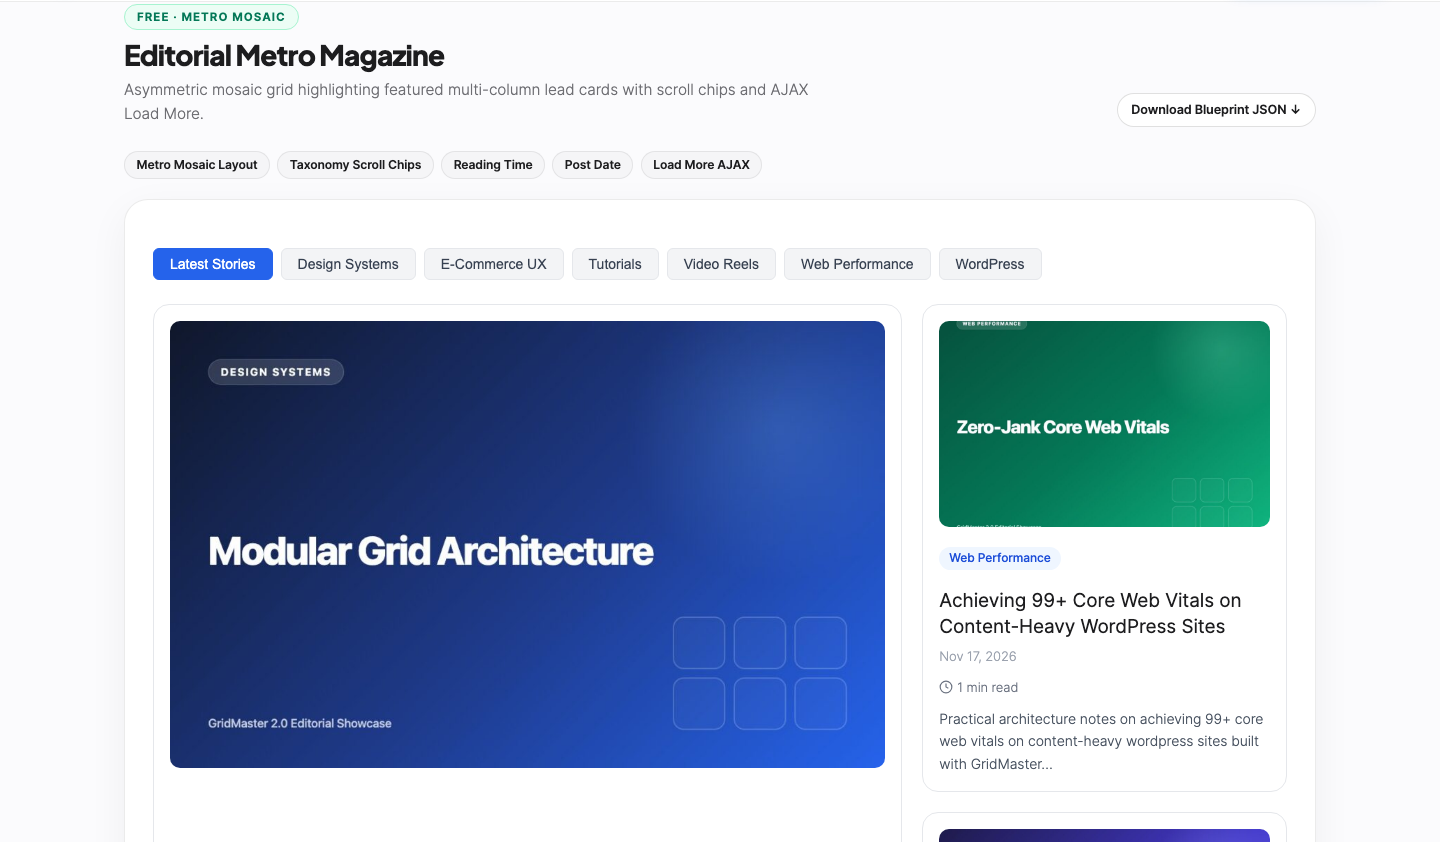 FREE · METRO MOSAIC
Editorial Metro Magazine
Asymmetric mosaic grid highlighting featured multi-column lead cards with scroll chips and AJAX
Load More.
Download Blueprint JSON ↓
Metro Mosaic Layout
Taxonomy Scroll Chips
Reading Time
Post Date
Load More AJAX
Latest Stories
Design Systems
E-Commerce UX
Tutorials
Video Reels
Web Performance
WordPress
DESIGN SYSTEMS
Modular Grid Architecture
GridMaster 2.0 Editorial Showcase
WEB PERFORMANCE
Zero-Jank Core Web Vitals
Web Performance
Achieving 99+ Core Web Vitals on
Content-Heavy WordPress Sites
Nov 17, 2026
1 min read
Practical architecture notes on achieving 99+ core
web vitals on content-heavy wordpress sites built
with GridMaster...